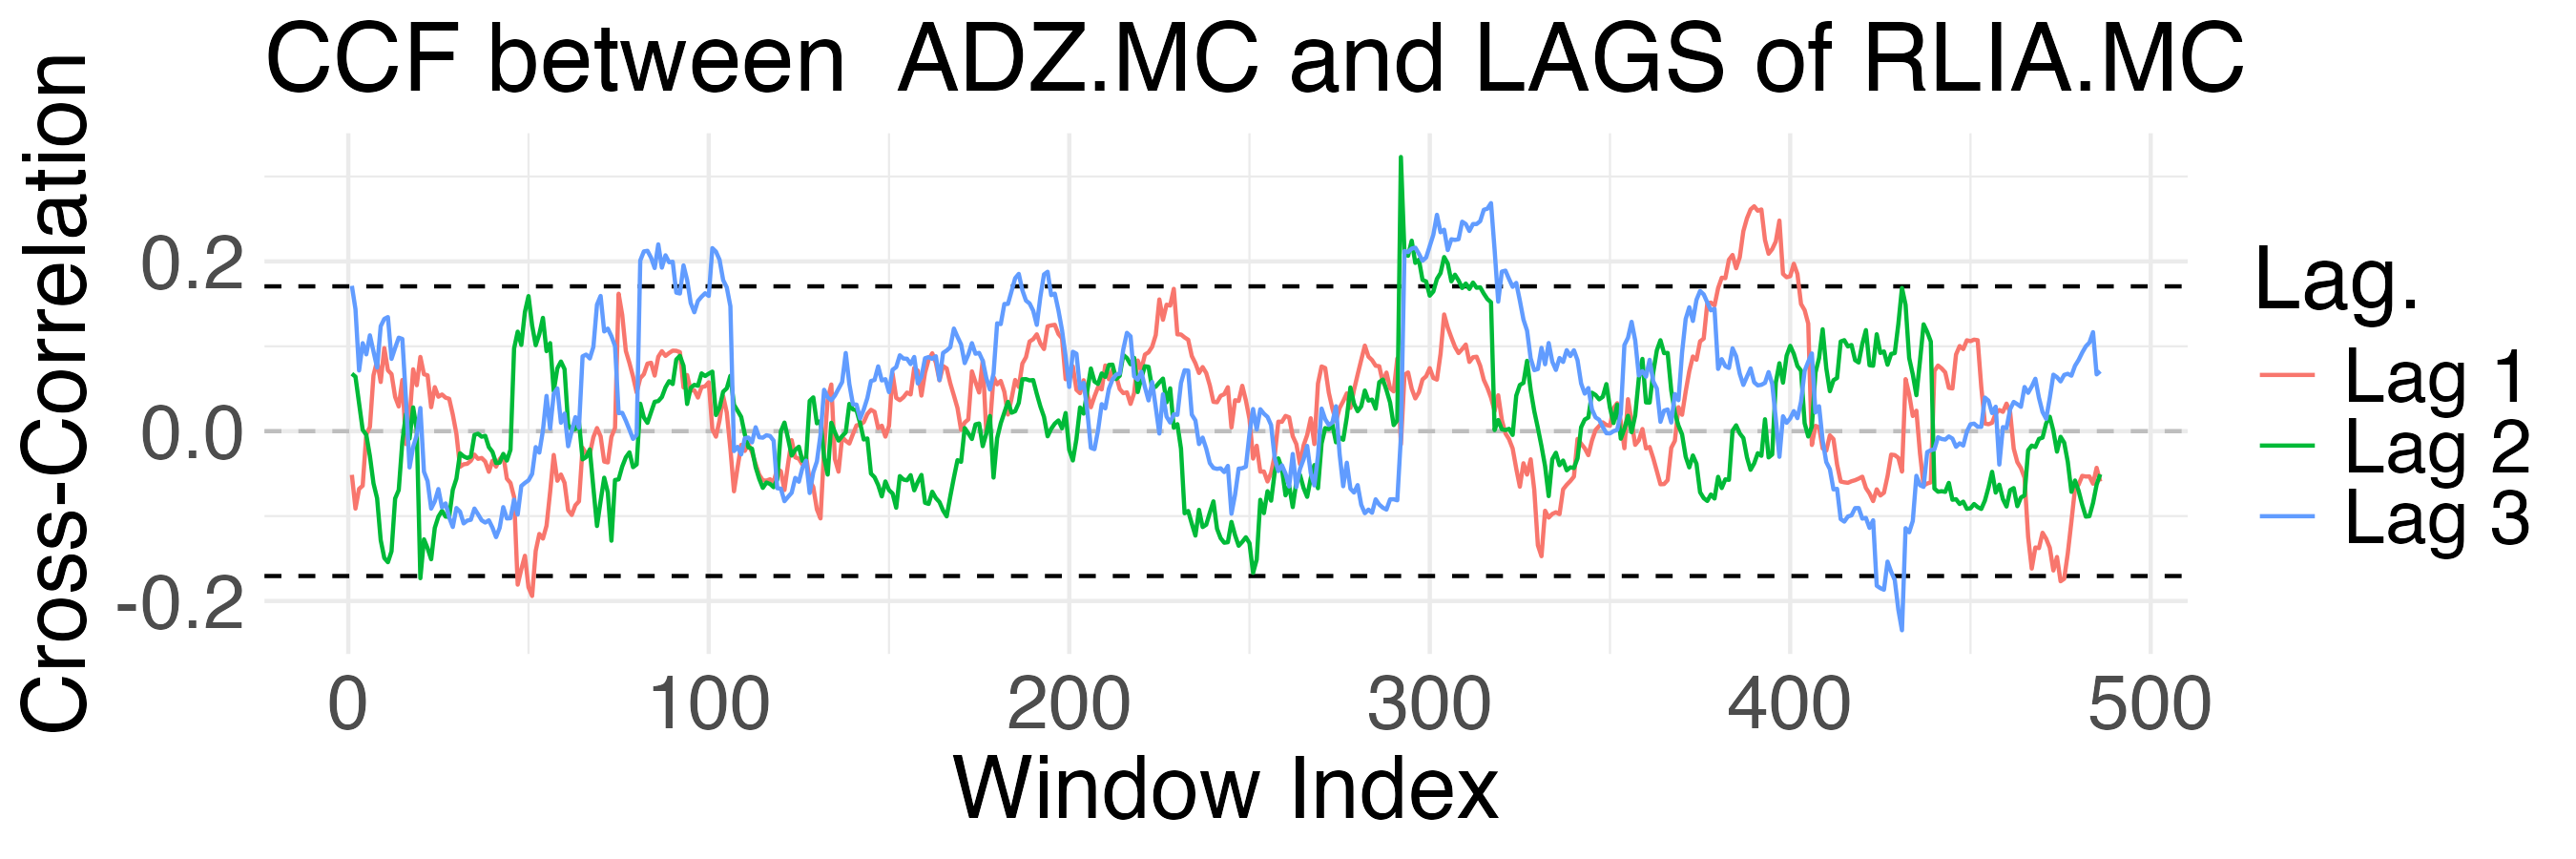 CCF between  ADZ.MC and LAGS of RLIA.MC
Cross-Correlation
0.2
0.0
-0.2
0 100 200 300 400 500
Window Index
Lag.
Lag 1
Lag 2
Lag 3